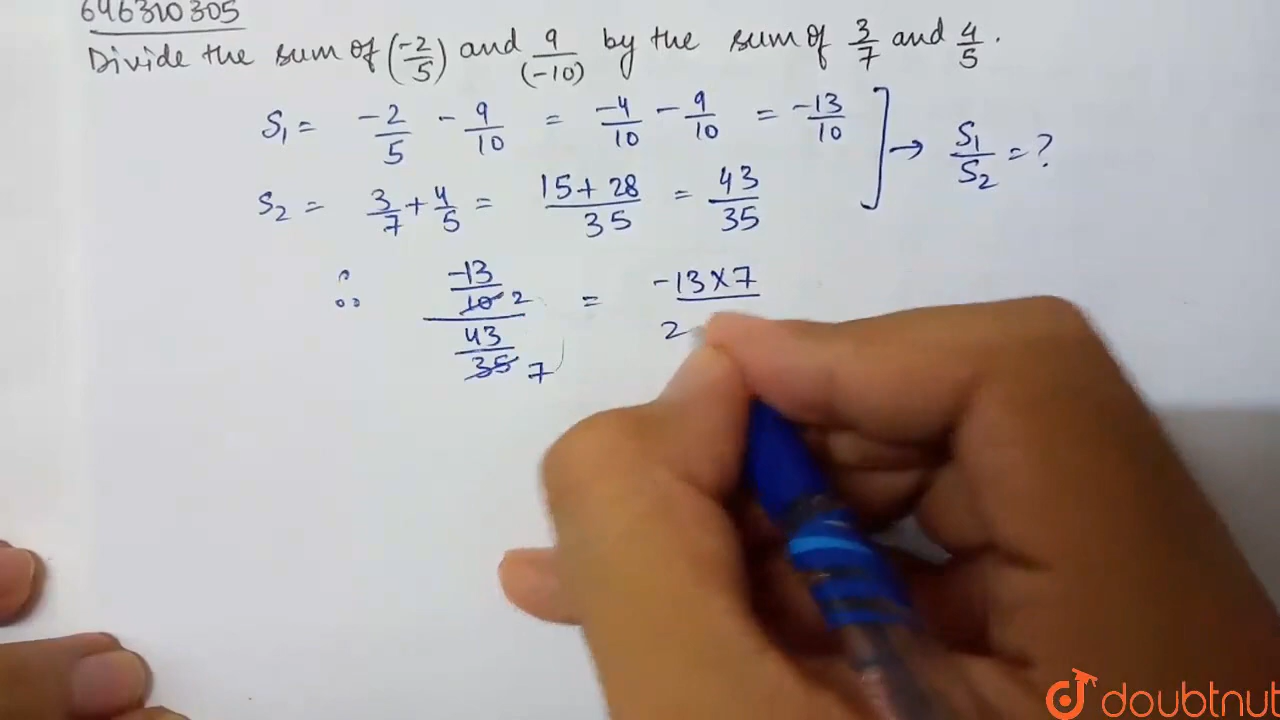 646310305
Divide the sum of (-2/5) and 9/(-10) by the sum of 3/7 and 4/5.
S₁ = -2/5 - 9/10 = -4/10 - 9/10 = -13/10
S₂ = 3/7 + 4/5 = 15+28/35 = 43/35 ] → S₁/S₂ = ?
∴ -13/10 2 / 43/35 7 = -13×7/2
doubtnut